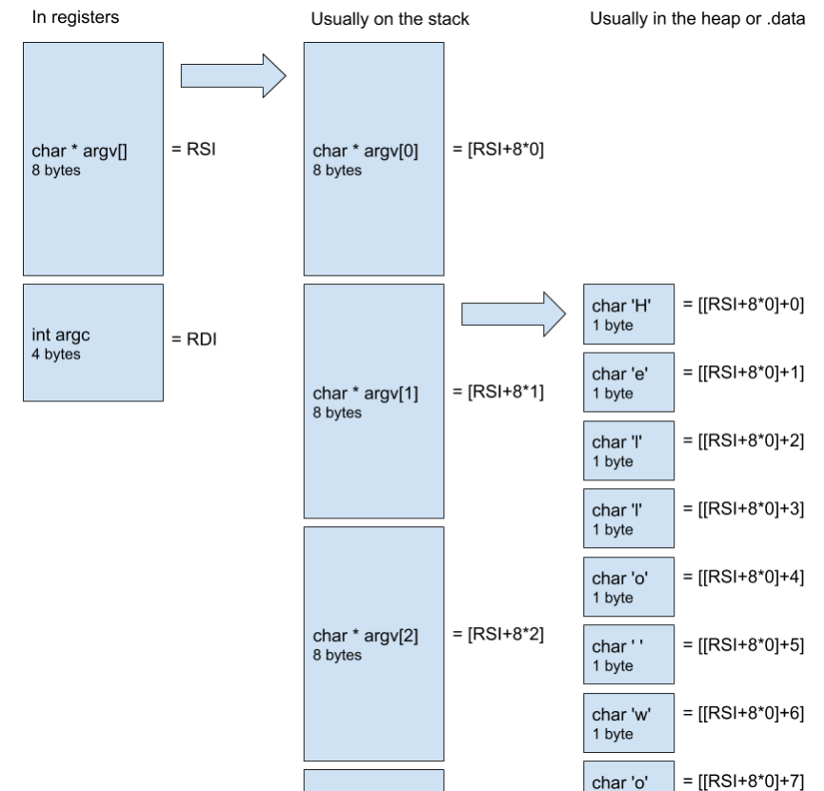 In registers
Usually on the stack
Usually in the heap or .data
char * argv[]
8 bytes
= RSI
int argc
4 bytes
= RDI
char * argv[0]
8 bytes
= [RSI+8*0]
char * argv[1]
8 bytes
= [RSI+8*1]
char * argv[2]
8 bytes
= [RSI+8*2]
char 'H'
1 byte
= [[RSI+8*0]+0]
char 'e'
1 byte
= [[RSI+8*0]+1]
char 'l'
1 byte
= [[RSI+8*0]+2]
char 'l'
1 byte
= [[RSI+8*0]+3]
char 'o'
1 byte
= [[RSI+8*0]+4]
char ' '
1 byte
= [[RSI+8*0]+5]
char 'w'
1 byte
= [[RSI+8*0]+6]
char 'o'
= [[RSI+8*0]+7]